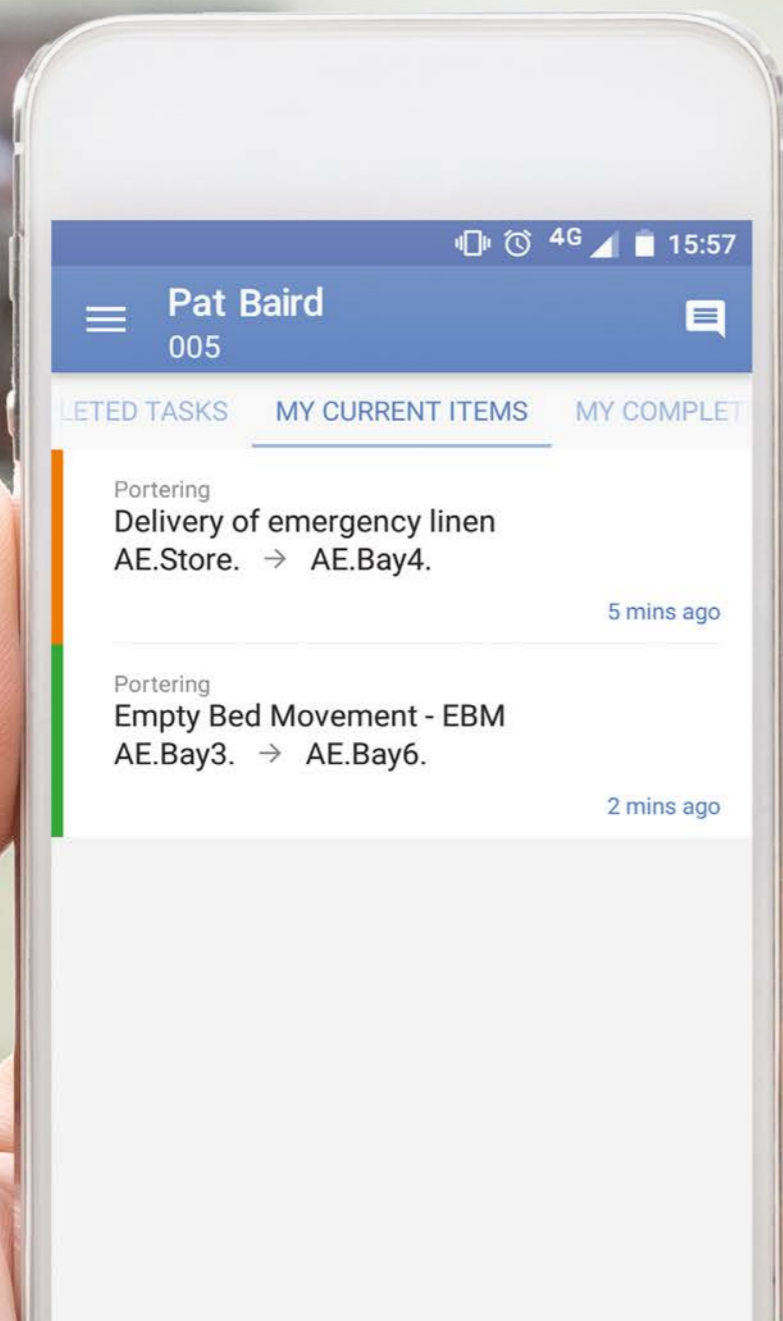 4G 15:57
Pat Baird
005
LETED TASKS MY CURRENT ITEMS MY COMPLET
Portering
Delivery of emergency linen
AE.Store. → AE.Bay4.
5 mins ago
Portering
Empty Bed Movement - EBM
AE.Bay3. → AE.Bay6.
2 mins ago